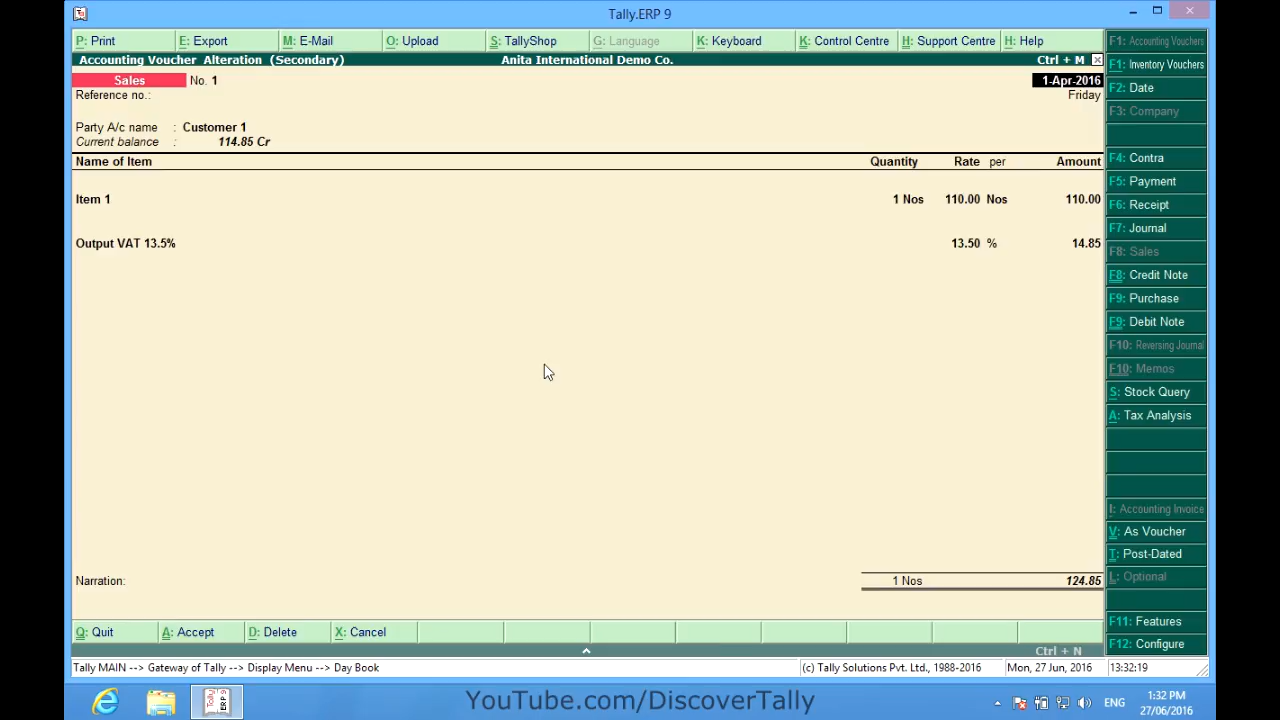 Tally.ERP 9
P: Print E: Export M: E-Mail O: Upload S: TallyShop G: Language K: Keyboard K: Control Centre H: Support Centre H: Help
F1: Accounting Vouchers
Accounting Voucher Alteration (Secondary) Anita International Demo Co. Ctrl + M
F1: Inventory Vouchers
Sales No. 1 1-Apr-2016
F2: Date
Reference no.: Friday
F3: Company
Party A/c name : Customer 1
Current balance : 114.85 Cr
Name of Item Quantity Rate per Amount
F4: Contra
F5: Payment
Item 1 1 Nos 110.00 Nos 110.00
F6: Receipt
F7: Journal
Output VAT 13.5% 13.50 % 14.85
F8: Sales
F8: Credit Note
F9: Purchase
F9: Debit Note
F10: Reversing Journal
F10: Memos
S: Stock Query
A: Tax Analysis
I: Accounting Invoice
V: As Voucher
T: Post-Dated
Narration: 1 Nos 124.85
L: Optional
F11: Features
Q: Quit A: Accept D: Delete X: Cancel
F12: Configure
Ctrl + N
Tally MAIN --> Gateway of Tally --> Display Menu --> Day Book (c) Tally Solutions Pvt. Ltd., 1988-2016 Mon, 27 Jun, 2016 13:32:19
Tally ERP 9
YouTube.com/DiscoverTally
ENG
1:32 PM
27/06/2016